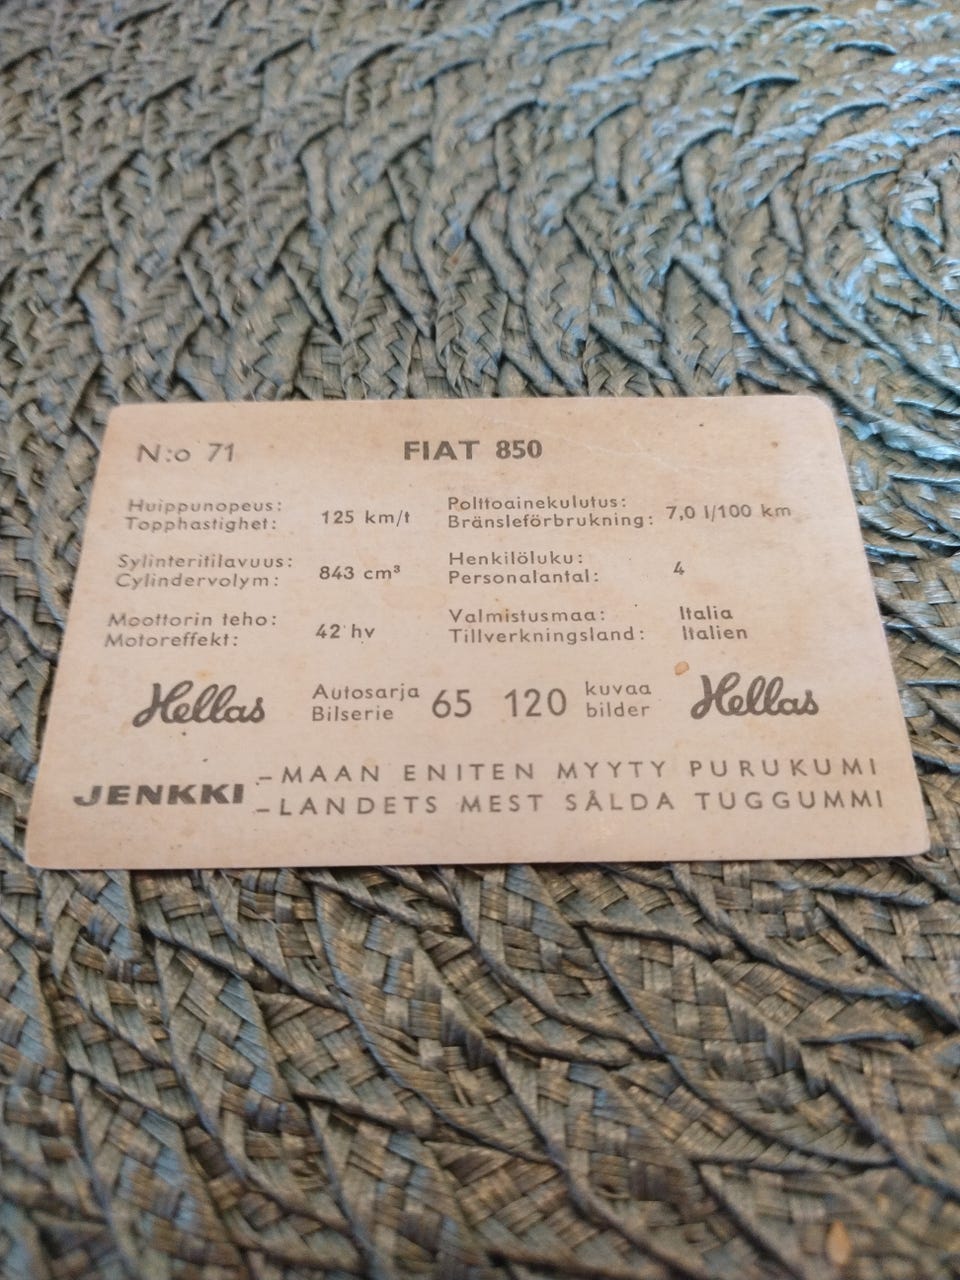 N:o 71 FIAT 850
Huippunopeus:
Topphastighet: 125 km/t
Polttoainekulutus:
Bränsleförbrukning: 7,0 l/100 km
Sylinteritilavuus:
Cylindervolym: 843 cm³
Henkilöluku:
Personalantal: 4
Moottorin teho:
Motoreffekt: 42 hv
Valmistusmaa: Italia
Tillverkningsland: Italien
Hellas Autosarja
Bilserie 65 120 kuvaa
bilder Hellas
JENKKI – MAAN ENITEN MYYTY PURUKUMI
– LANDETS MEST SÅLDA TUGGUMMI